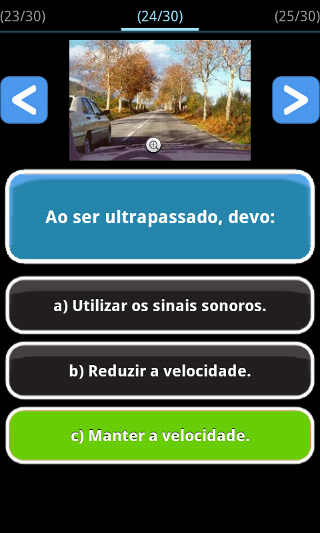 (23/30) (24/30) (25/30)
Ao ser ultrapassado, devo:
a) Utilizar os sinais sonoros.
b) Reduzir a velocidade.
c) Manter a velocidade.